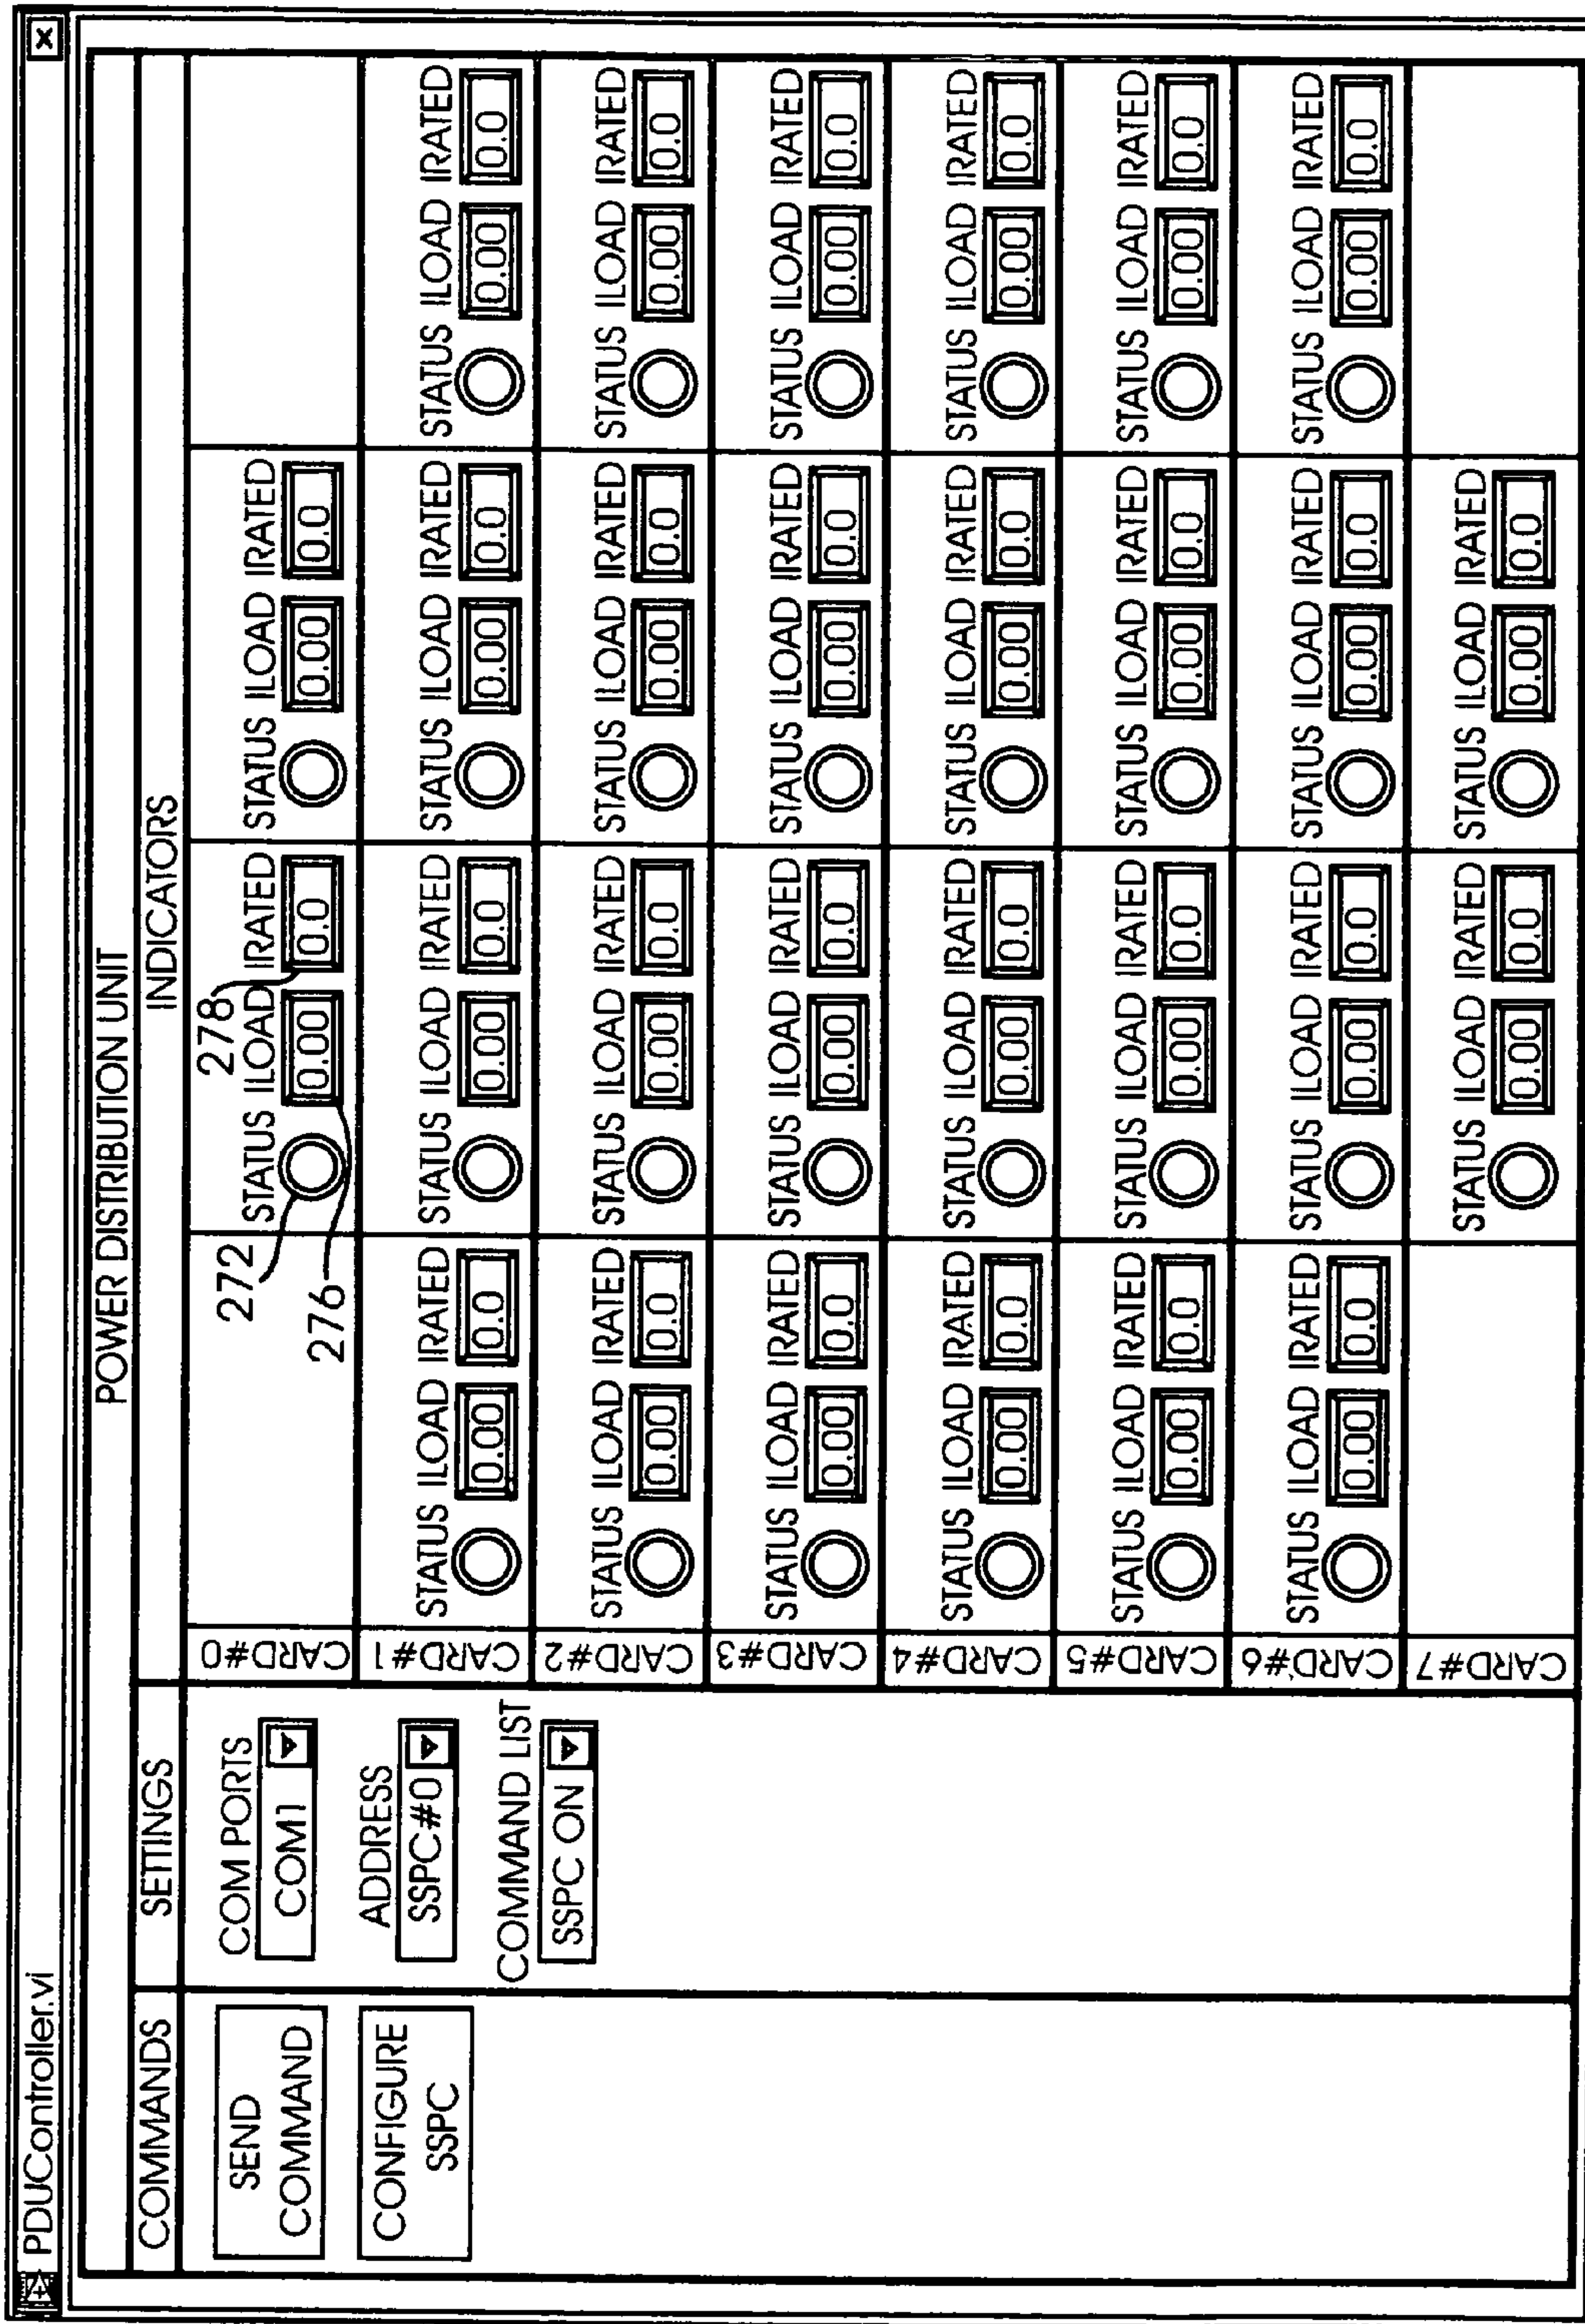 PDUController.vi
x
POWER DISTRIBUTION UNIT
COMMANDS SETTINGS INDICATORS
SEND
COMMAND
CONFIGURE
SSPC
COM PORTS
COM1
ADDRESS
SSPC#0
COMMAND LIST
SSPC ON
CARD#0
272
276
278
STATUS ILOAD IRATED STATUS ILOAD IRATED
0.00 0.0 0.00 0.0
CARD#1
STATUS ILOAD IRATED STATUS ILOAD IRATED STATUS ILOAD IRATED STATUS ILOAD IRATED
0.00 0.0 0.00 0.0 0.00 0.0 0.00 0.0
CARD#2
STATUS ILOAD IRATED STATUS ILOAD IRATED STATUS ILOAD IRATED STATUS ILOAD IRATED
0.00 0.0 0.00 0.0 0.00 0.0 0.00 0.0
CARD#3
STATUS ILOAD IRATED STATUS ILOAD IRATED STATUS ILOAD IRATED STATUS ILOAD IRATED
0.00 0.0 0.00 0.0 0.00 0.0 0.00 0.0
CARD#4
STATUS ILOAD IRATED STATUS ILOAD IRATED STATUS ILOAD IRATED STATUS ILOAD IRATED
0.00 0.0 0.00 0.0 0.00 0.0 0.00 0.0
CARD#5
STATUS ILOAD IRATED STATUS ILOAD IRATED STATUS ILOAD IRATED STATUS ILOAD IRATED
0.00 0.0 0.00 0.0 0.00 0.0 0.00 0.0
CARD#6
STATUS ILOAD IRATED STATUS ILOAD IRATED STATUS ILOAD IRATED STATUS ILOAD IRATED
0.00 0.0 0.00 0.0 0.00 0.0 0.00 0.0
CARD#7
STATUS ILOAD IRATED STATUS ILOAD IRATED
0.00 0.0 0.00 0.0